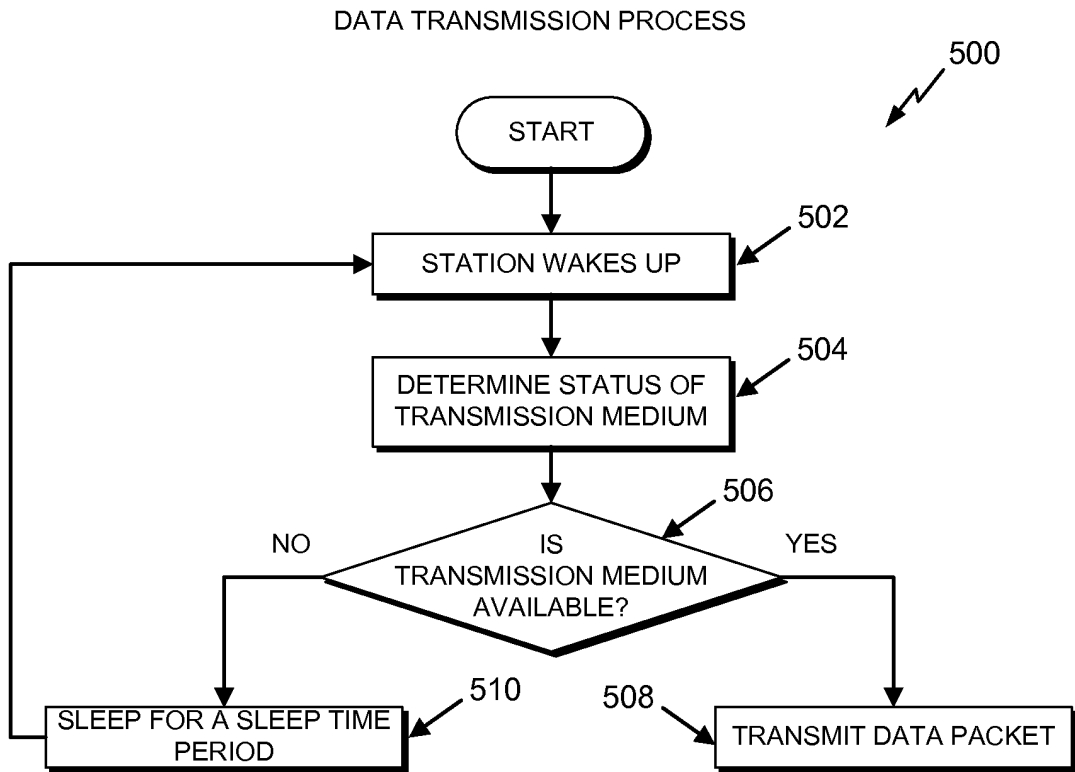 DATA TRANSMISSION PROCESS
500
START
502
STATION WAKES UP
504
DETERMINE STATUS OF
TRANSMISSION MEDIUM
506
NO
IS
TRANSMISSION MEDIUM
AVAILABLE?
YES
510
SLEEP FOR A SLEEP TIME
PERIOD
508
TRANSMIT DATA PACKET